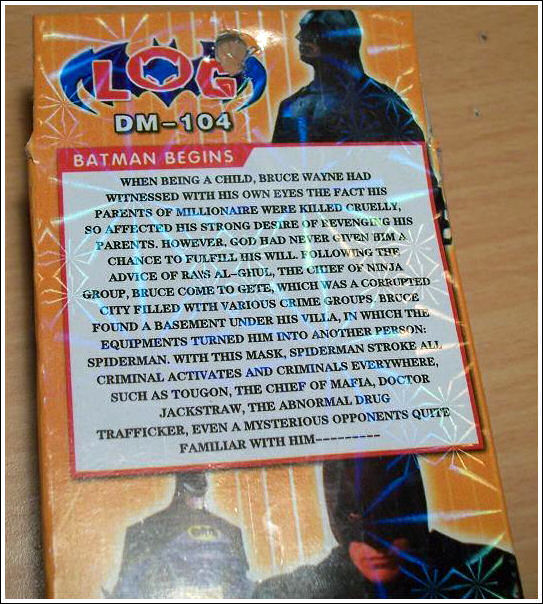 LOG
DM-104
BATMAN BEGINS
WHEN BEING A CHILD, BRUCE WAYNE HAD
WITNESSED WITH HIS OWN EYES THE FACT HIS
PARENTS OF MILLIONAIRE WERE KILLED CRUELLY,
SO AFFECTED HIS STRONG DESIRE OF REVENGING HIS
PARENTS. HOWEVER, GOD HAD NEVER GIVEN HIM A
CHANCE TO FULFILL HIS WILL. FOLLOWING THE
ADVICE OF RA\S AL-GHUL, THE CHIEF OF NINJA
GROUP, BRUCE COME TO GETE, WHICH WAS A CORRUPTED
CITY FILLED WITH VARIOUS CRIME GROUPS. BRUCE
FOUND A BASEMENT UNDER HIS VILLA, IN WHICH THE
EQUIPMENTS TURNED HIM INTO ANOTHER PERSON:
SPIDERMAN. WITH THIS MASK, SPIDERMAN STROKE ALL
CRIMINAL ACTIVATES AND CRIMINALS EVERYWHERE,
SUCH AS TOUGON, THE CHIEF OF MAFIA, DOCTOR
JACKSTRAW, THE ABNORMAL DRUG
TRAFFICKER, EVEN A MYSTERIOUS OPPONENTS QUITE
FAMILIAR WITH HIM---------